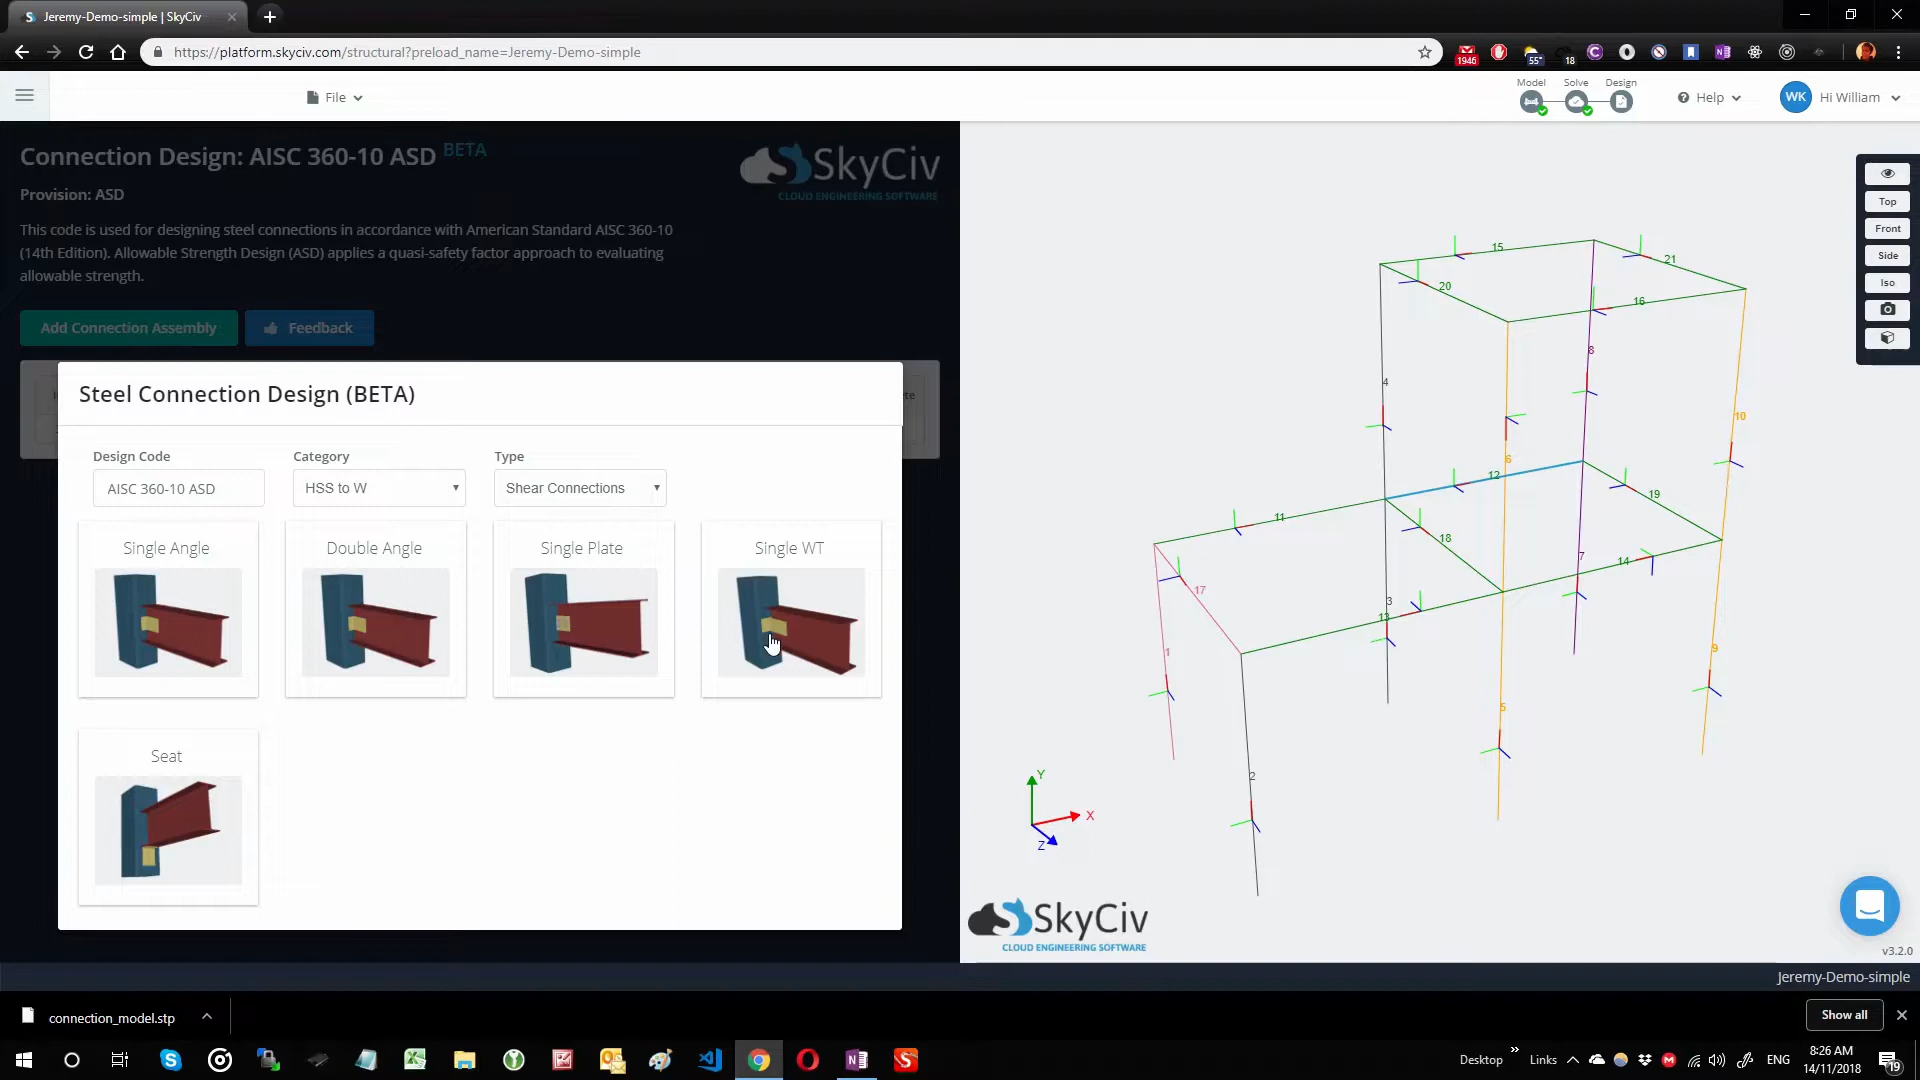 Jeremy-Demo-simple | SkyCiv
https://platform.skyciv.com/structural?preload_name=Jeremy-Demo-simple
1946
55°
18
File
Model
Solve
Design
Help
WK
Hi William
Connection Design: AISC 360-10 ASD BETA
SkyCiv
CLOUD ENGINEERING SOFTWARE
Provision: ASD
This code is used for designing steel connections in accordance with American Standard AISC 360-10
(14th Edition). Allowable Strength Design (ASD) applies a quasi-safety factor approach to evaluating
allowable strength.
Add Connection Assembly
Feedback
Steel Connection Design (BETA)
Design Code
Category
Type
AISC 360-10 ASD
HSS to W
Shear Connections
Single Angle
Double Angle
Single Plate
Single WT
Seat
Top
Front
Side
Iso
15
21
20
16
8
4
10
6
12
19
11
18
7
14
17
3
13
1
9
5
2
Y
X
Z
SkyCiv
CLOUD ENGINEERING SOFTWARE
v3.2.0
Jeremy-Demo-simple
connection_model.stp
Show all
Desktop
Links
ENG
8:26 AM
14/11/2018
19